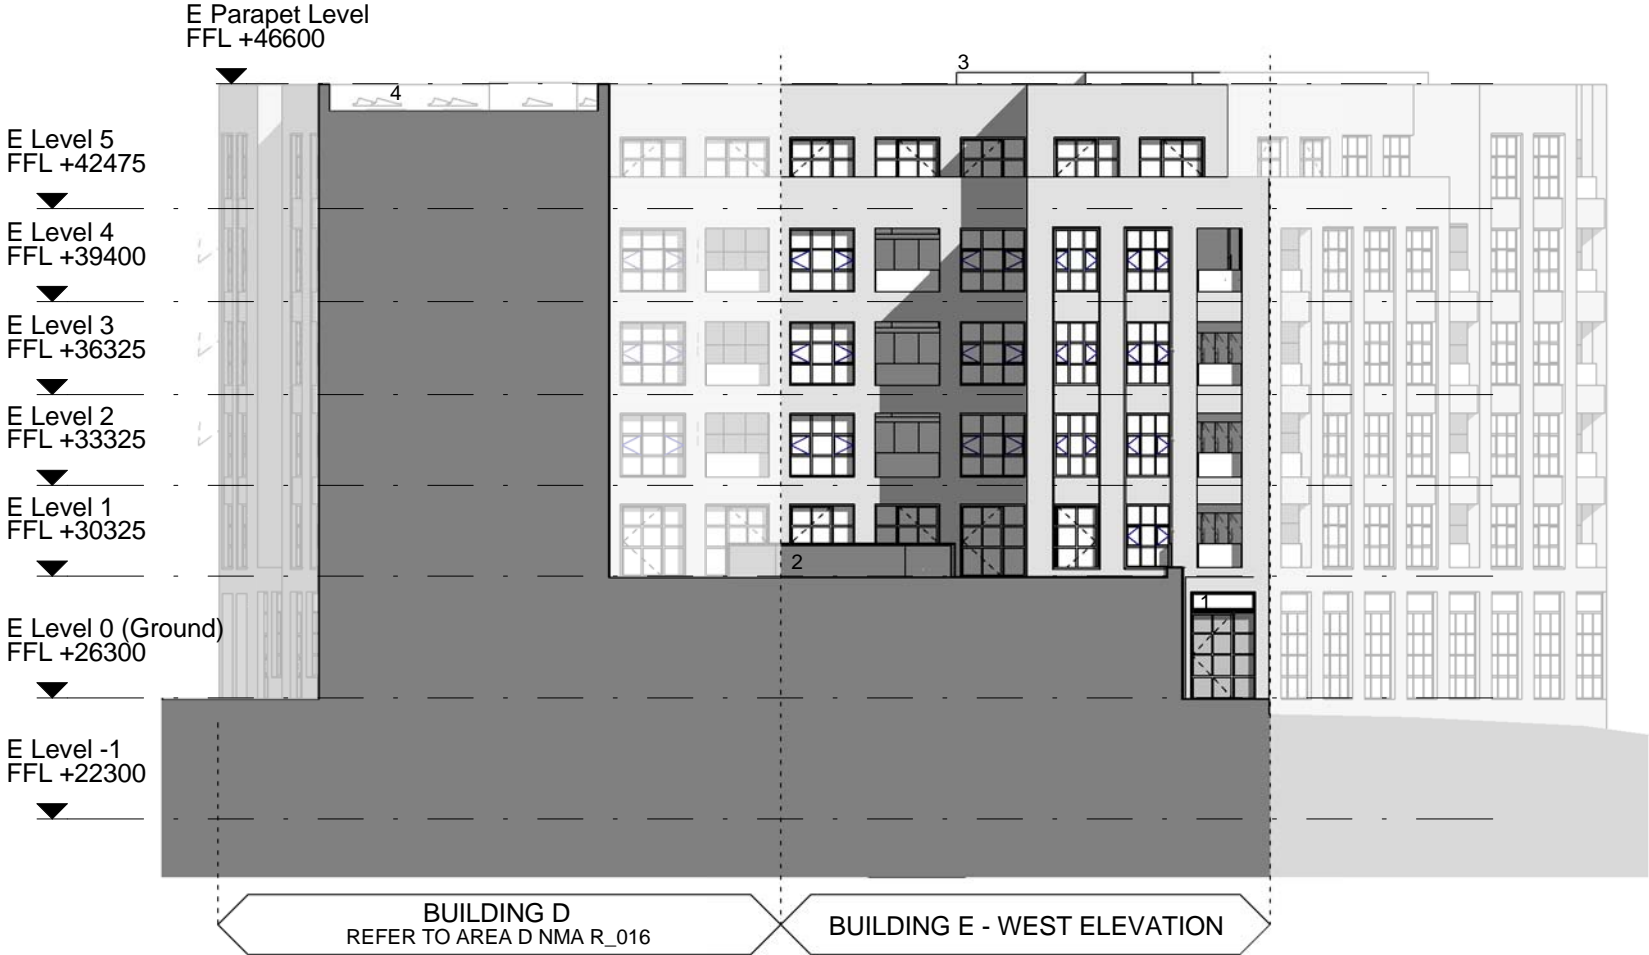 E Parapet Level
FFL +46600
3
4
E Level 5
FFL +42475
E Level 4
FFL +39400
E Level 3
FFL +36325
E Level 2
FFL +33325
E Level 1
FFL +30325
2
1
E Level 0 (Ground)
FFL +26300
E Level -1
FFL +22300
BUILDING D
REFER TO AREA D NMA R_016
BUILDING E - WEST ELEVATION